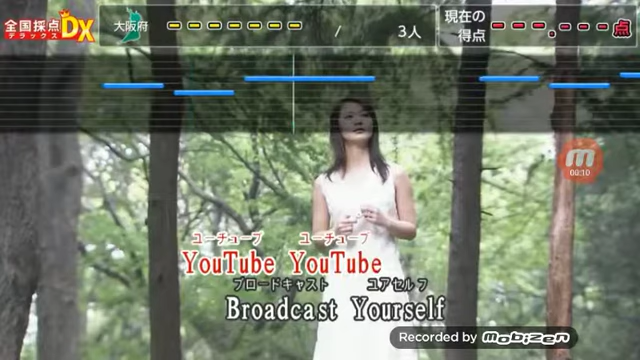 全国採点
デラックス
DX
大阪府 ------- / 3人
現在の
得点
---.---点
00:10
ユーチューブ ユーチューブ
YouTube YouTube
ブロードキャスト ユアセルフ
Broadcast Yourself
Recorded by mobizen